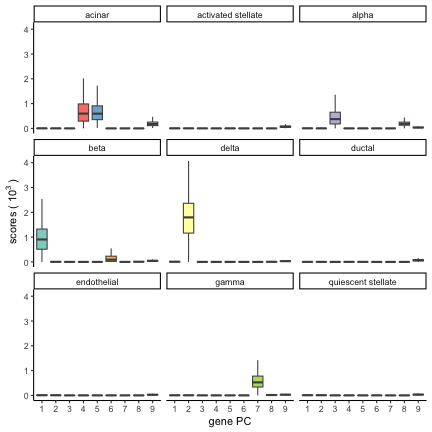 acinar activated stellate alpha
4
3
2
1
0
beta delta ductal
4
3
2
1
0
scores ( 10³ )
endothelial gamma quiescent stellate
4
3
2
1
0
1 2 3 4 5 6 7 8 9 1 2 3 4 5 6 7 8 9 1 2 3 4 5 6 7 8 9
gene PC